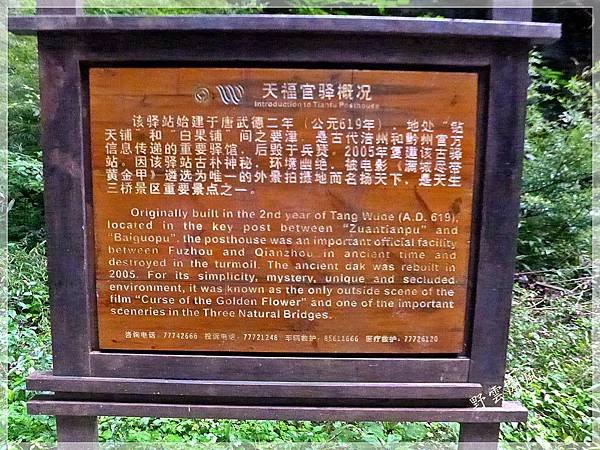 天福官驿概况
Introduction to Tianfu Posthouse
该驿站始建于唐武德二年（公元619年），地处“钻
天铺”和“白果铺”间之要津，是古代涪州和黔州官方
信息传递的重要驿馆，后毁于兵燹。2005年复建该古驿
站。因该驿站古朴神秘，环境幽绝，被电影《满城尽带
黄金甲》遴选为唯一的外景拍摄地而名扬天下，是天生
三桥景区重要景点之一。
Originally built in the 2nd year of Tang Wude (A.D. 619),
located in the key post between "Zuantianpu" and
"Baiguopu". the posthouse was an important official facility
between Fuzhou and Qianzhou in ancient time and
destroyed in the turmoil. The ancient dak was rebuilt in
2005. For its simplicity, mystery, unique and secluded
environment, it was known as the only outside scene of the
film "Curse of the Golden Flower" and one of the important
sceneries in the Three Natural Bridges.
咨询电话：77742666 投诉电话：77721248 车辆救护：85611666 医疗救护：77726120
野雲